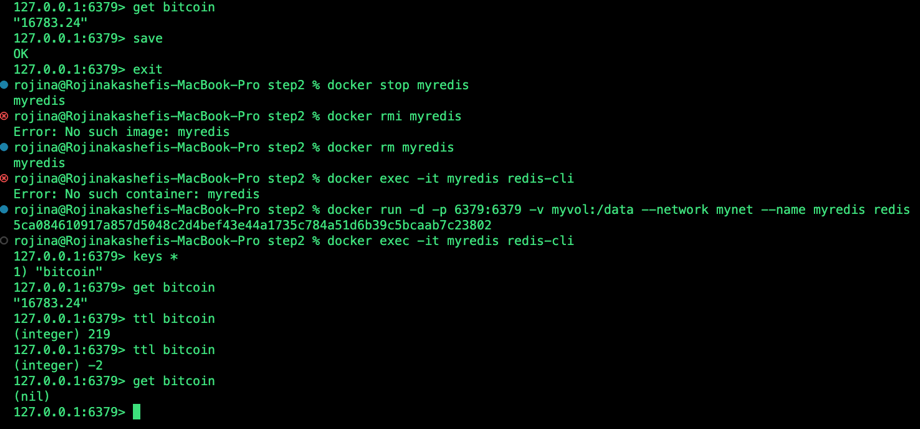 127.0.0.1:6379> get bitcoin
"16783.24"
127.0.0.1:6379> save
OK
127.0.0.1:6379> exit
rojina@Rojinakashefis-MacBook-Pro step2 % docker stop myredis
myredis
rojina@Rojinakashefis-MacBook-Pro step2 % docker rmi myredis
Error: No such image: myredis
rojina@Rojinakashefis-MacBook-Pro step2 % docker rm myredis
myredis
rojina@Rojinakashefis-MacBook-Pro step2 % docker exec -it myredis redis-cli
Error: No such container: myredis
rojina@Rojinakashefis-MacBook-Pro step2 % docker run -d -p 6379:6379 -v myvol:/data --network mynet --name myredis redis
5ca084610917a857d5048c2d4bef43e44a1735c784a51d6b39c5bcaab7c23802
rojina@Rojinakashefis-MacBook-Pro step2 % docker exec -it myredis redis-cli
127.0.0.1:6379> keys *
1) "bitcoin"
127.0.0.1:6379> get bitcoin
"16783.24"
127.0.0.1:6379> ttl bitcoin
(integer) 219
127.0.0.1:6379> ttl bitcoin
(integer) -2
127.0.0.1:6379> get bitcoin
(nil)
127.0.0.1:6379>